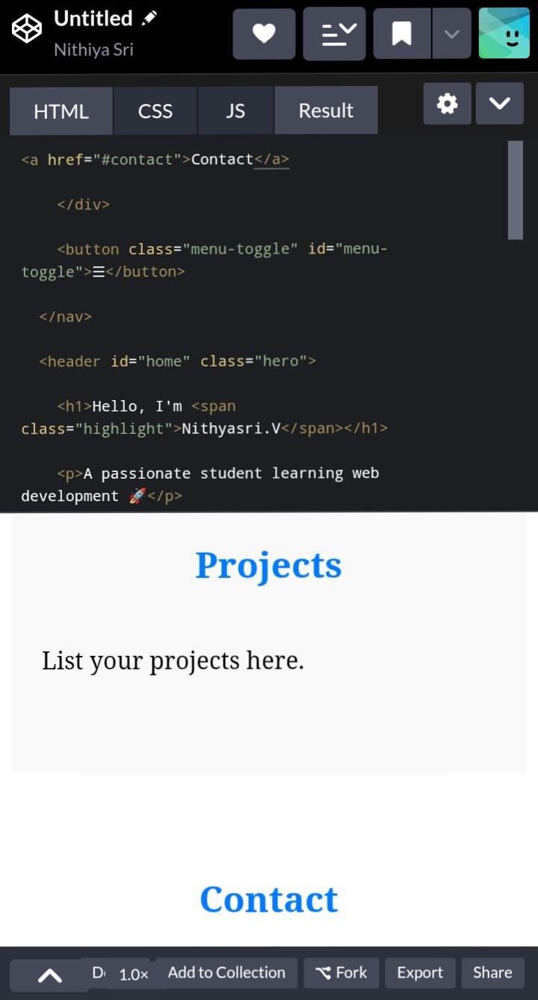 Untitled
Nithiya Sri
HTML CSS JS Result
<a href="#contact">Contact</a>
</div>
<button class="menu-toggle" id="menu-
toggle">☰</button>
</nav>
<header id="home" class="hero">
<h1>Hello, I'm <span
class="highlight">Nithyasri.V</span></h1>
<p>A passionate student learning web
development 🚀</p>
Projects
List your projects here.
Contact
1.0× Add to Collection Fork Export Share